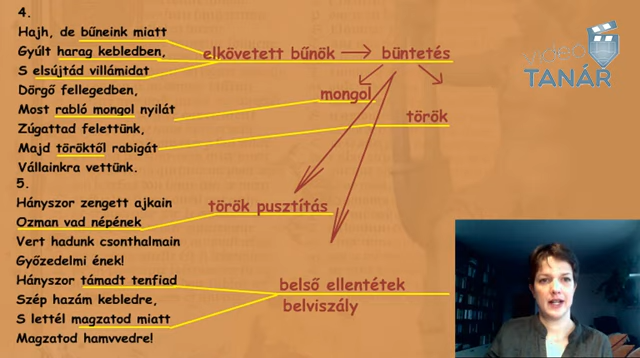 4.
Hajh, de bűneink miatt
Gyúlt harag kebledben,
S elsújtád villámidat
Dörgő fellegedben,
Most rabló mongol nyilát
Zúgattad felettünk,
Majd töröktől rabigát
Vállainkra vettünk.
5.
Hányszor zengett ajkain
Ozman vad népének
Vert hadunk csonthalmain
Győzedelmi ének!
Hányszor támadt tenfiad
Szép hazám kebledre,
S lettél magzatod miatt
Magzatod hamvvedre!
elkövetett bűnök
büntetés
mongol
török
török pusztítás
belső ellentétek
belviszály
video
TANÁR